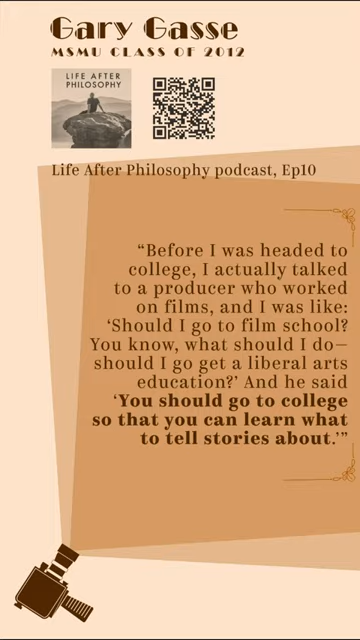 Gary Gasse
MSMU CLASS OF 2012
LIFE AFTER
PHILOSOPHY
Life After Philosophy podcast, Ep10
“Before I was headed to
college, I actually talked
to a producer who worked
on films, and I was like:
‘Should I go to film school?
You know, what should I do—
should I go get a liberal arts
education?’ And he said
‘You should go to college
so that you can learn what
to tell stories about.’”